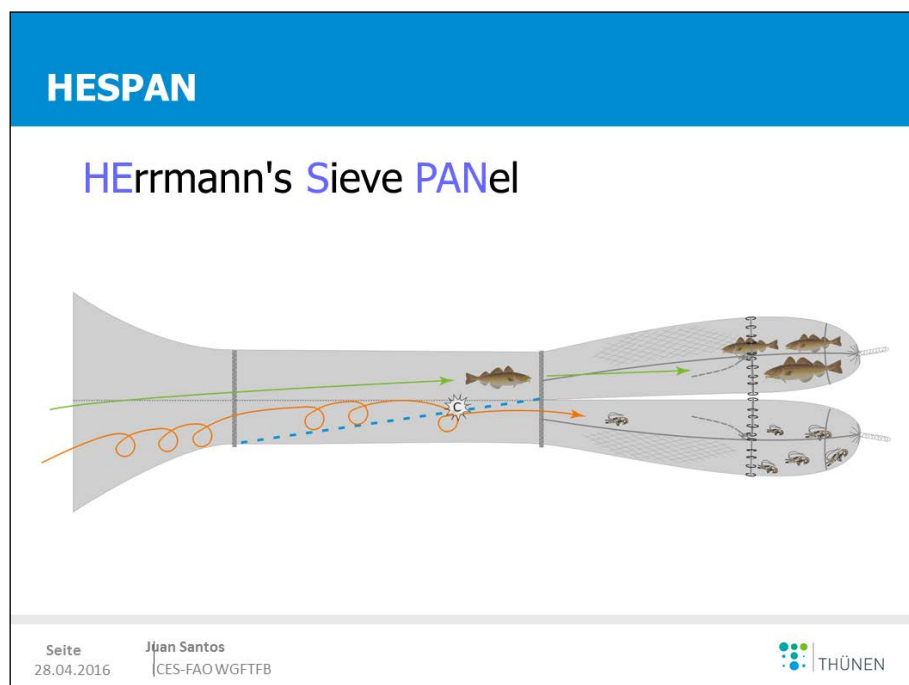 HESPAN
HErrmann's Sieve PANel
C
Seite
28.04.2016
Juan Santos
ICES-FAO WGFTFB
THÜNEN